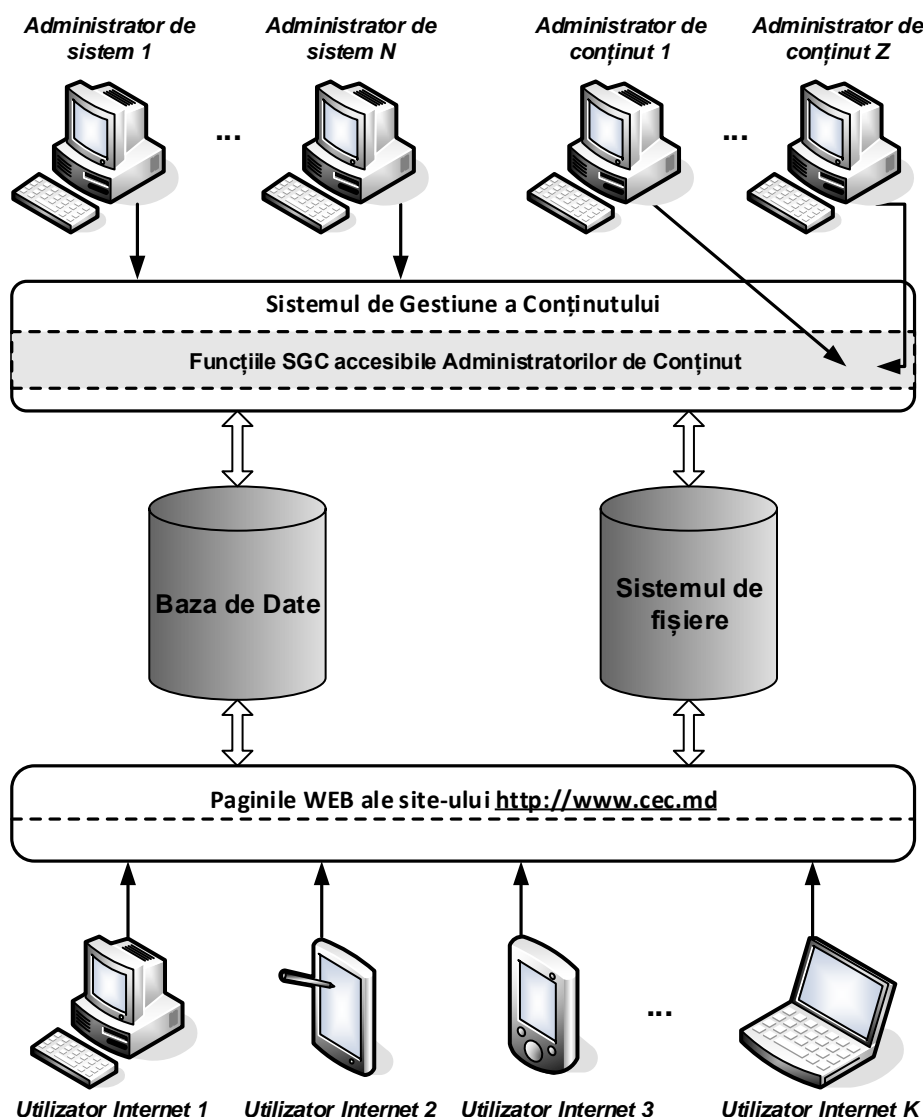 Administrator de
sistem 1
Administrator de
sistem N
Administrator de
conținut 1
Administrator de
conținut Z
...
...
Sistemul de Gestiune a Conținutului
Funcțiile SGC accesibile Administratorilor de Conținut
Baza de Date
Sistemul de
fișiere
Paginile WEB ale site-ului http://www.cec.md
...
Utilizator Internet 1
Utilizator Internet 2
Utilizator Internet 3
Utilizator Internet K